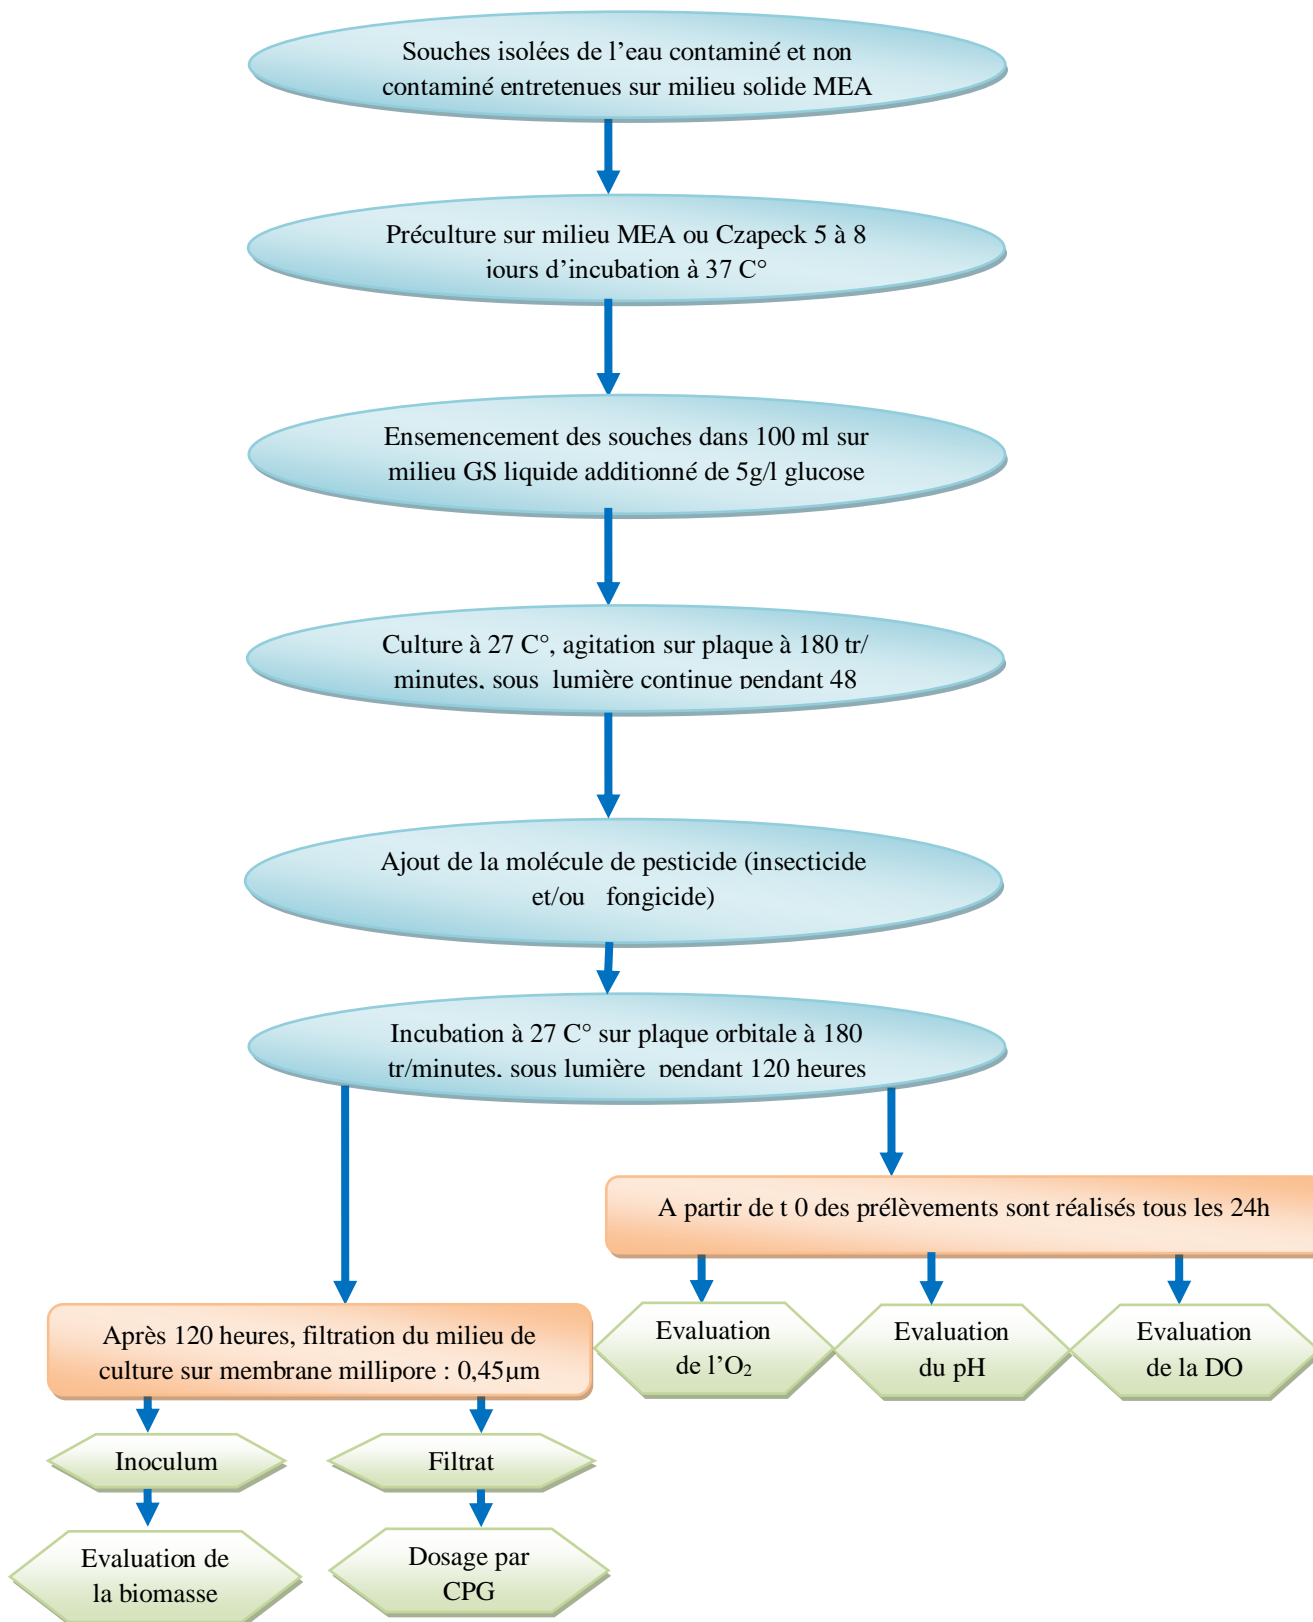 Souches isolées de l’eau contaminé et non
contaminé entretenues sur milieu solide MEA
Préculture sur milieu MEA ou Czapeck 5 à 8
jours d’incubation à 37 C°
Ensemencement des souches dans 100 ml sur
milieu GS liquide additionné de 5g/l glucose
Culture à 27 C°, agitation sur plaque à 180 tr/
minutes, sous lumière continue pendant 48
Ajout de la molécule de pesticide (insecticide
et/ou fongicide)
Incubation à 27 C° sur plaque orbitale à 180
tr/minutes, sous lumière pendant 120 heures
A partir de t 0 des prélèvements sont réalisés tous les 24h
Evaluation
de l’O₂
Evaluation
du pH
Evaluation
de la DO
Après 120 heures, filtration du milieu de
culture sur membrane millipore : 0,45µm
Inoculum
Filtrat
Evaluation de
la biomasse
Dosage par
CPG